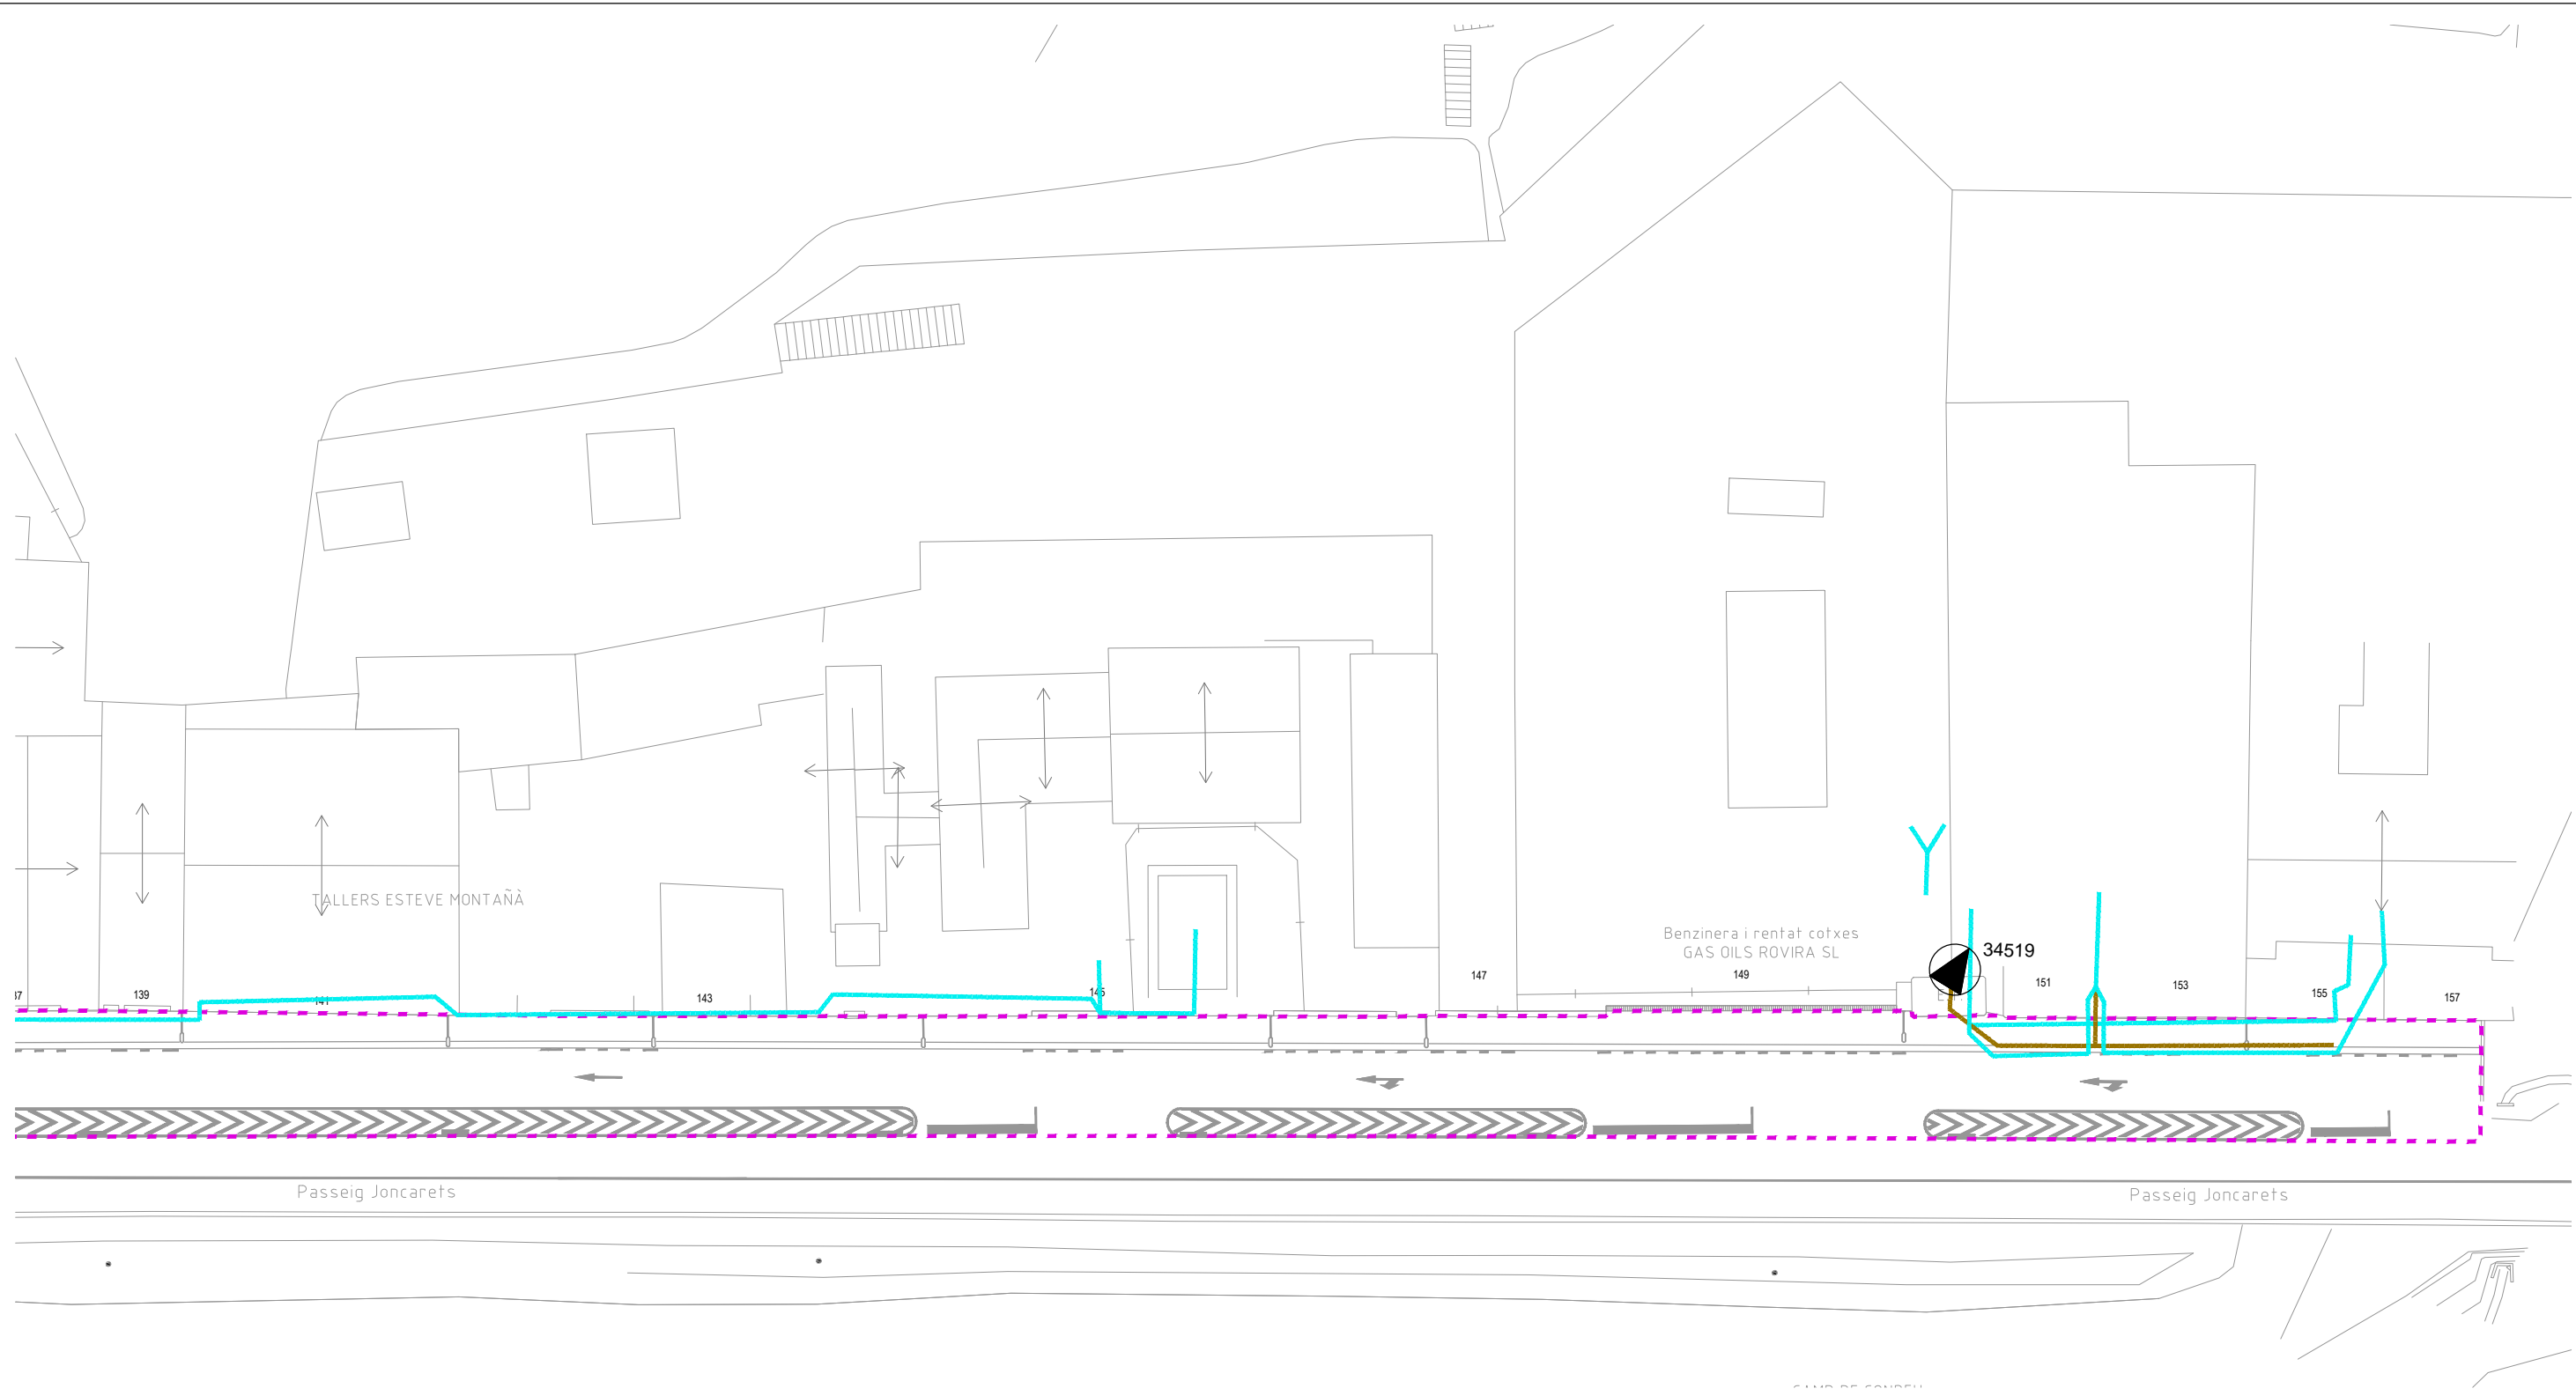 TALLERS ESTEVE MONTAÑÀ
Benzinera i rentat cotxes
GAS OILS ROVIRA SL
34519
147
149
151
153
155
157
139
141
143
145
Passeig Joncarets
Passeig Joncarets